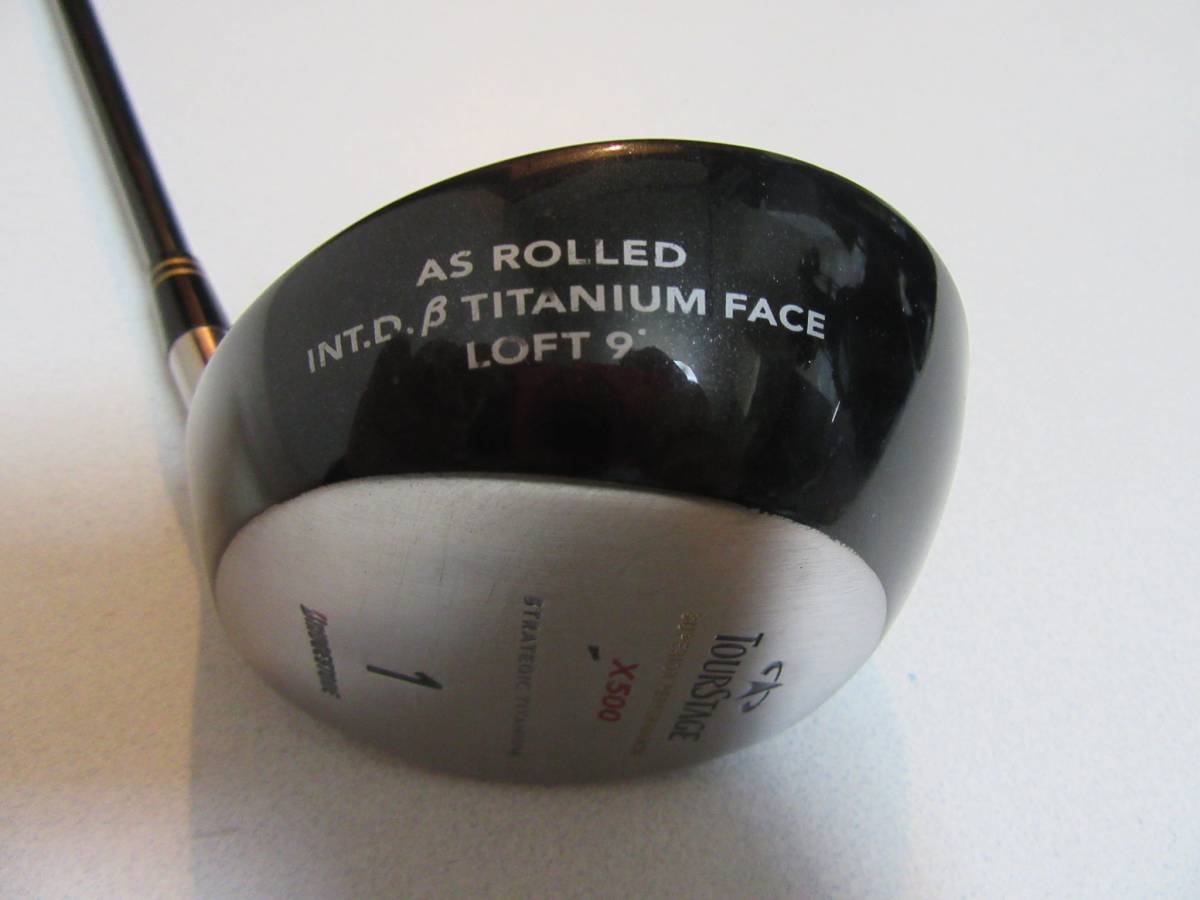 AS ROLLED
INT.D.β TITANIUM FACE
LOFT 9°
TOURSTAGE
X500
STRATEGIC TITANIUM
1
BRIDGESTONE